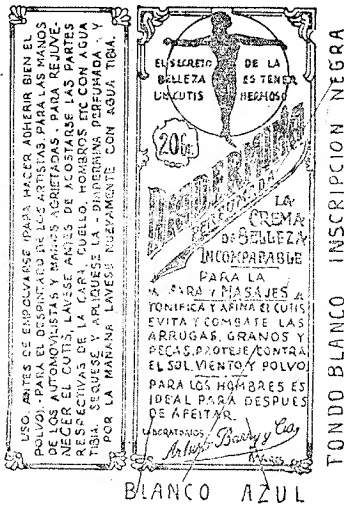 USO. ANTES DE EMPOLVARSE (PARA HACER ADHERIR BIEN EL
POLVO). PARA EL DESPINTADO DE LOS ARTISTAS, PARA LAS MANOS
DE LOS AUTOMOVILISTAS Y MANOS AGRIETADAS. PARA REJUVE-
NECER EL CUTIS, LAVESE ANTES DE ACOSTARSE LAS PARTES
RESPECTIVAS DE LA CARA, CUELLO, HOMBROS ETC CON AGUA
TIBIA, SEQUESE Y APLIQUESE LA DIADERMINA PERFUMADA Y
POR LA MAÑANA LAVESE NUEVAMENTE CON AGUA TIBIA.
EL SECRETO DE LA
BELLEZA ES TENER
UN CUTIS HERMOSO
20Gr.
PERFUMADA
LA
CREMA
DE BELLEZA
INCOMPARABLE
PARA LA
CARA Y MASAJES
TONIFICA Y AFINA EL CUTIS
EVITA Y COMBATE LAS
ARRUGAS, GRANOS Y
PECAS, PROTEJE CONTRA
EL SOL, VIENTO Y POLVO
PARA LOS HOMBRES ES
IDEAL PARA DESPUES
DE AFEITAR.
LABORATORIOS
Arturo Barry y Cia
BLANCO AZUL
TONDO BLANCO INSCRIPCION NEGRA